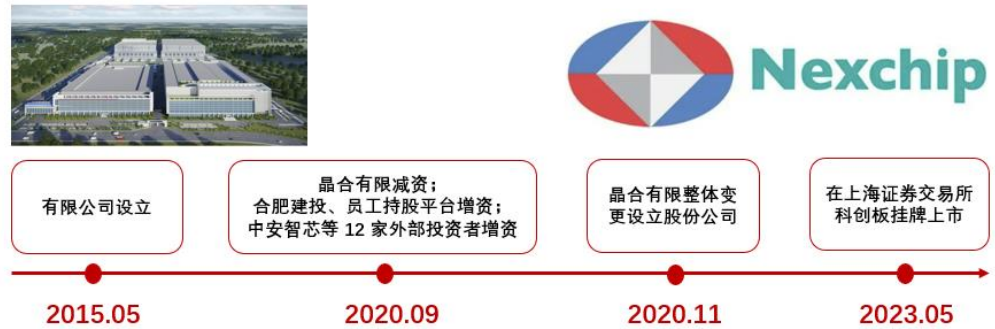 Nexchip
有限公司设立
晶合有限减资；
合肥建投、员工持股平台增资；
中安智芯等 12 家外部投资者增资
晶合有限整体变
更设立股份公司
在上海证券交易所
科创板挂牌上市
2015.05
2020.09
2020.11
2023.05